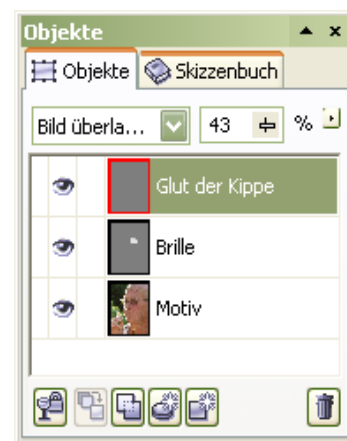 Objekte
Objekte Skizzenbuch
Bild überla... 43 %
Glut der Kippe
Brille
Motiv